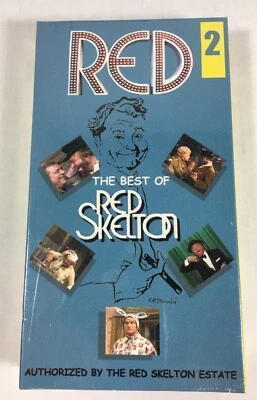 RED
2
THE BEST OF
RED
SKELTON
AUTHORIZED BY THE RED SKELTON ESTATE